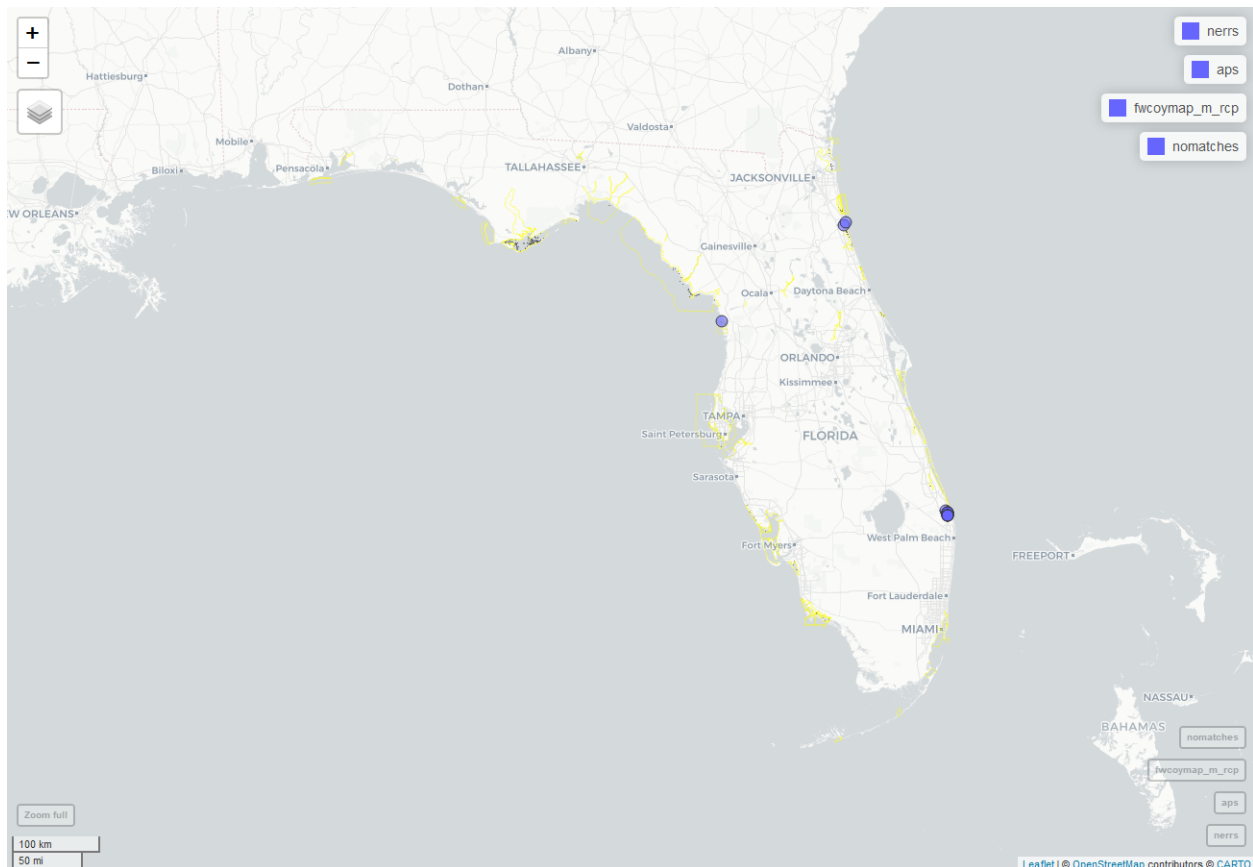 +
nerrs
Albany
−
aps
Hattiesburg
Dothan
fwcoymap_m_rcp
Valdosta
Mobile
nomatches
Biloxi
Pensacola
TALLAHASSEE
JACKSONVILLE
EW ORLEANS
Gainesville
Ocala
Daytona Beach
ORLANDO
Kissimmee
TAMPA
Saint Petersburg
FLORIDA
Sarasota
West Palm Beach
Fort Myers
FREEPORT
Fort Lauderdale
MIAMI
NASSAU
BAHAMAS
nomatches
fwcoymap_m_rcp
aps
Zoom full
nerrs
100 km
50 mi
Leaflet | © OpenStreetMap contributors © CARTO